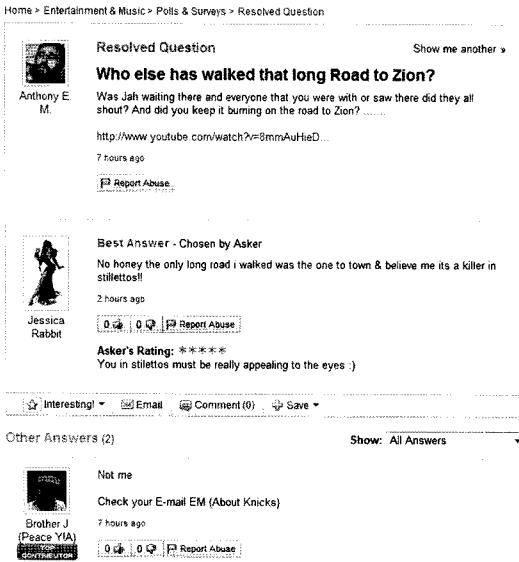 Home > Entertainment & Music > Polls & Surveys > Resolved Question
Resolved Question
Show me another »
Who else has walked that long Road to Zion?
Anthony E.
M.
Was Jah waiting there and everyone that you were with or saw there did they all
shout? And did you keep it burning on the road to Zion? .......
http://www.youtube.com/watch?v=8mmAuHieD...
7 hours ago
Report Abuse
Best Answer - Chosen by Asker
No honey the only long road i walked was the one to town & believe me its a killer in
stillettos!!
2 hours ago
Jessica
Rabbit
0 0 Report Abuse
Asker's Rating: *****
You in stilettos must be really appealing to the eyes :)
Interesting! Email Comment (0) Save
Other Answers (2)
Show: All Answers
Not me
Check your E-mail EM (About Knicks)
Brother J
(Peace Y!A)
7 hours ago
TOP
CONTRIBUTOR
0 0 Report Abuse